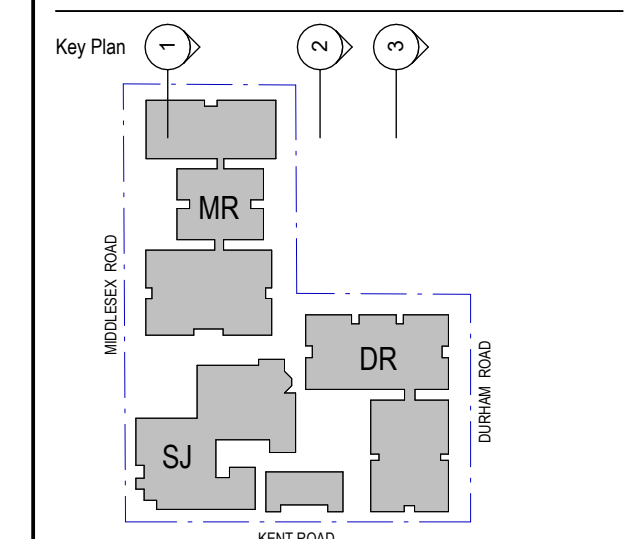 Key Plan
1
2
3
MR
MIDDLESEX ROAD
DR
DURHAM ROAD
SJ
KENT ROAD